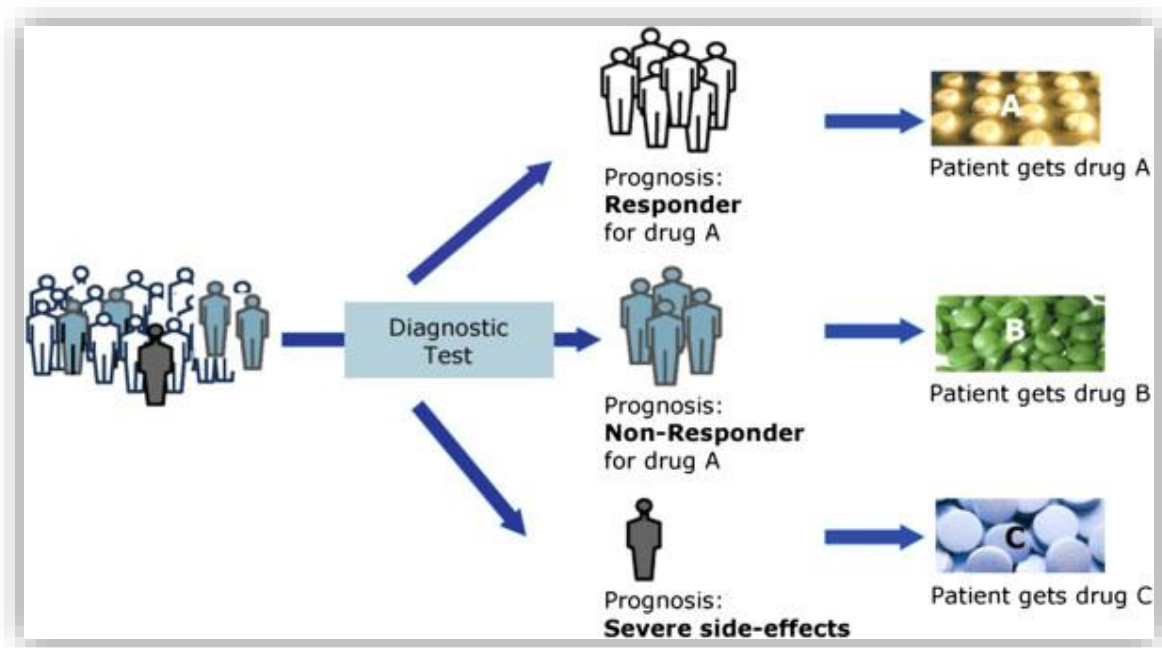 A
Patient gets drug A
Prognosis:
Responder
for drug A
Diagnostic
Test
B
Patient gets drug B
Prognosis:
Non-Responder
for drug A
C
Patient gets drug C
Prognosis:
Severe side-effects